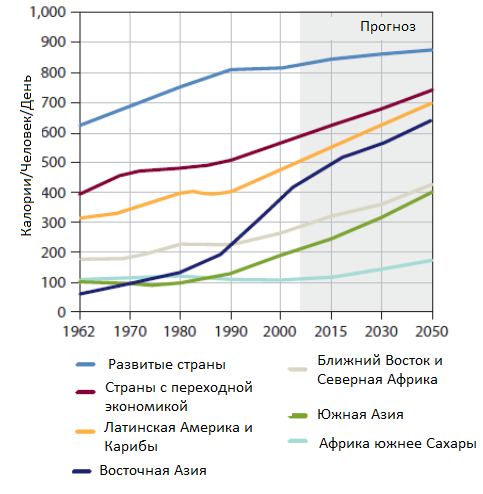 1,000
900
800
700
600
500
400
300
200
100
0
Калории/Человек/День
Прогноз
1962 1970 1980 1990 2000 2015 2030 2050
Развитые страны
Страны с переходной
экономикой
Латинская Америка и
Карибы
Восточная Азия
Ближний Восток и
Северная Африка
Южная Азия
Африка южнее Сахары